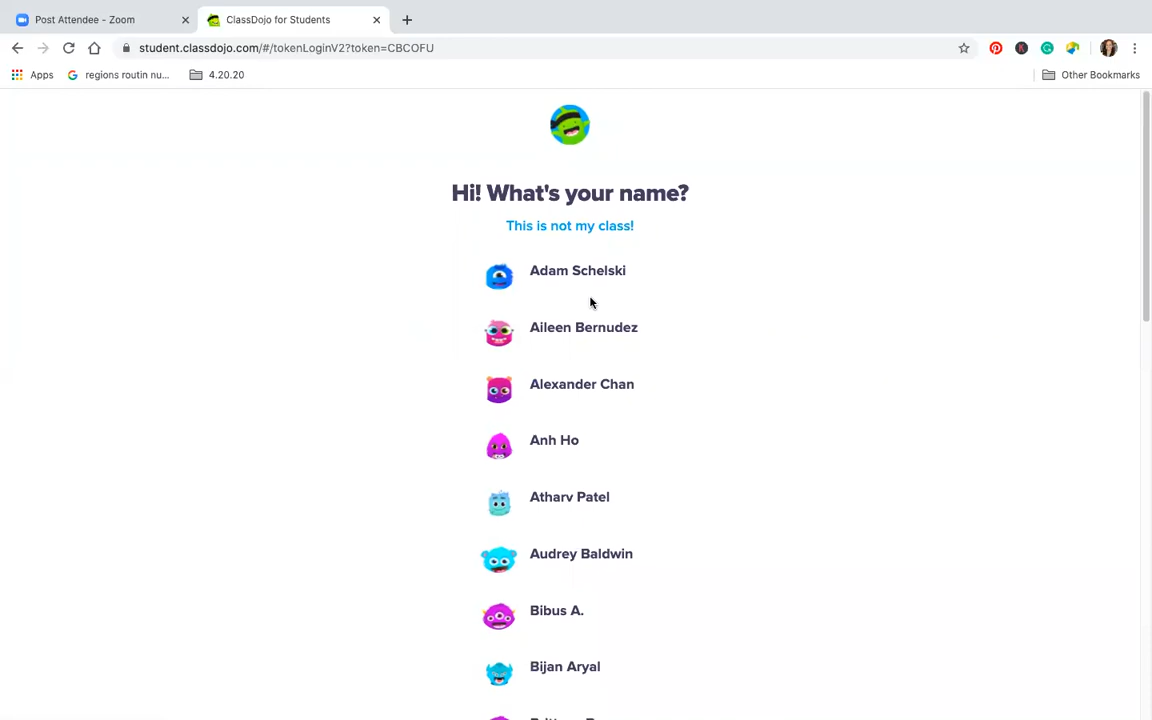 Post Attendee - Zoom
ClassDojo for Students
student.classdojo.com/#/tokenLoginV2?token=CBCOFU
Apps
regions routin nu...
4.20.20
Other Bookmarks
Hi! What's your name?
This is not my class!
Adam Schelski
Aileen Bernudez
Alexander Chan
Anh Ho
Atharv Patel
Audrey Baldwin
Bibus A.
Bijan Aryal